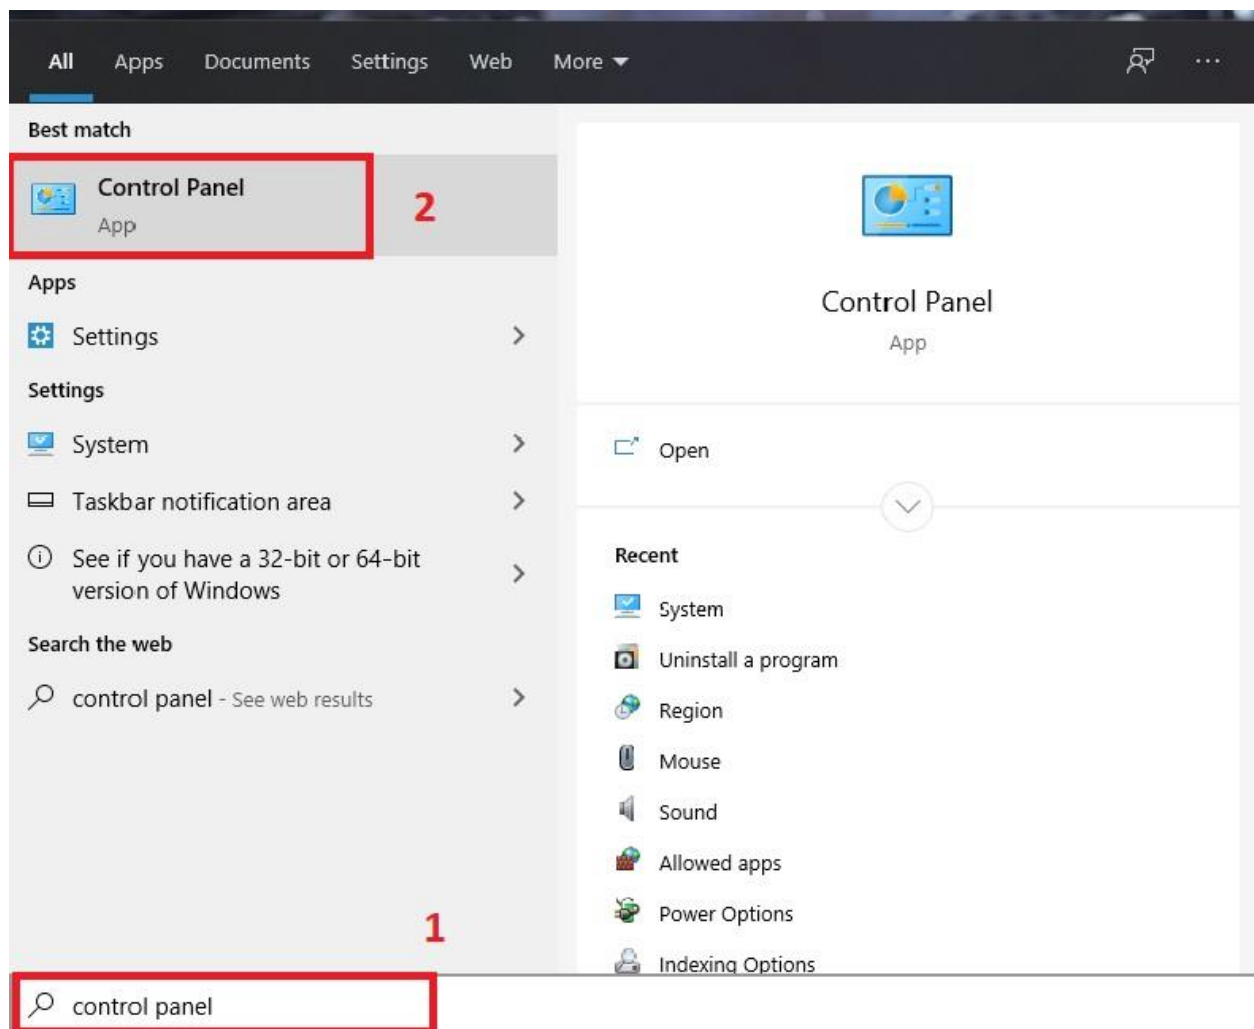 All Apps Documents Settings Web More
Best match
Control Panel
App
2
Apps
Settings
Settings
System
Taskbar notification area
See if you have a 32-bit or 64-bit
version of Windows
Search the web
control panel - See web results
1
control panel
Control Panel
App
Open
Recent
System
Uninstall a program
Region
Mouse
Sound
Allowed apps
Power Options
Indexing Options